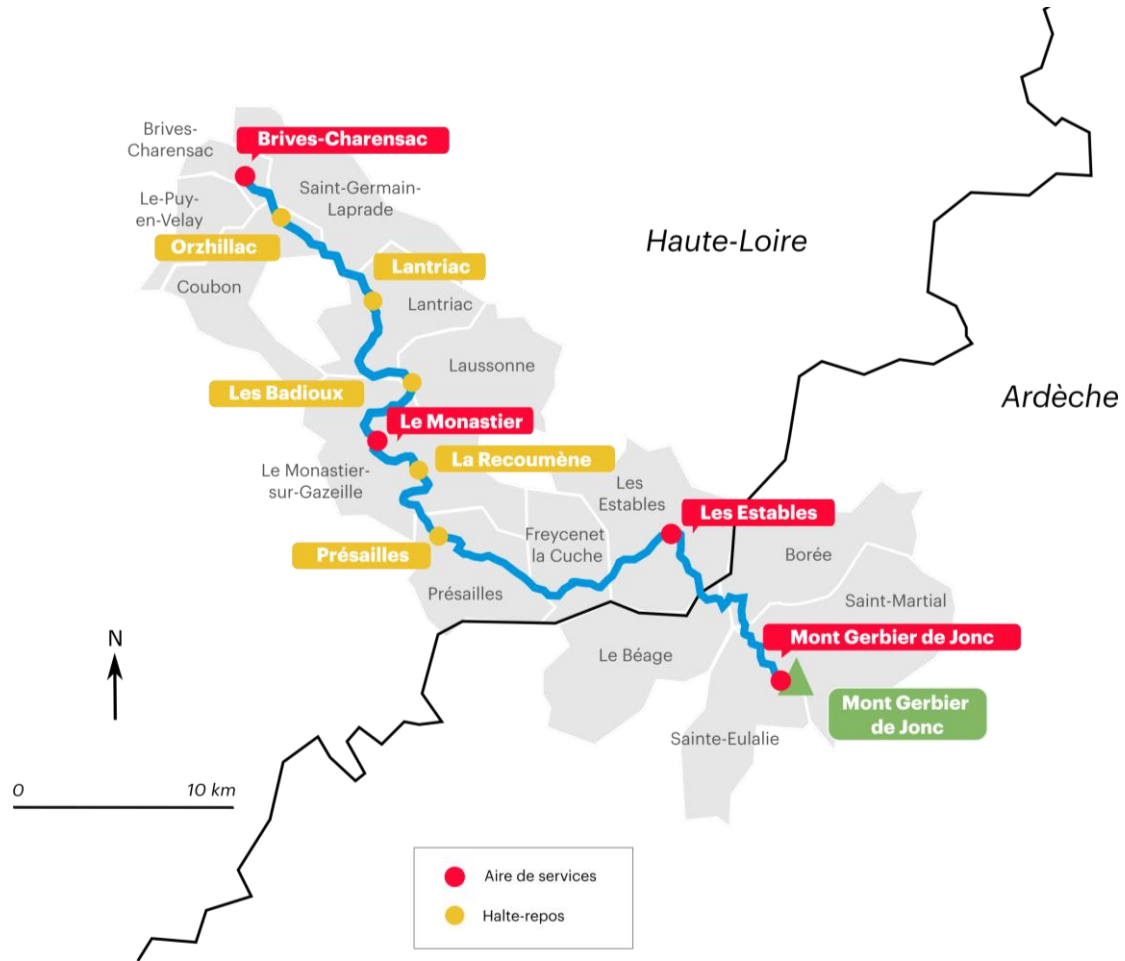 Brives-
Charensac
Brives-Charensac
Saint-Germain-
Laprade
Le-Puy-
en-Velay
Orzhillac
Haute-Loire
Lantriac
Coubon
Lantriac
Laussonne
Les Badioux
Ardèche
Le Monastier
La Recoumène
Le Monastier-
sur-Gazeille
Les
Estables
Les Estables
Freycenet
la Cuche
Présailles
Borée
Présailles
Saint-Martial
N
Mont Gerbier de Jonc
Le Béage
Mont Gerbier
de Jonc
Sainte-Eulalie
0
10 km
Aire de services
Halte-repos